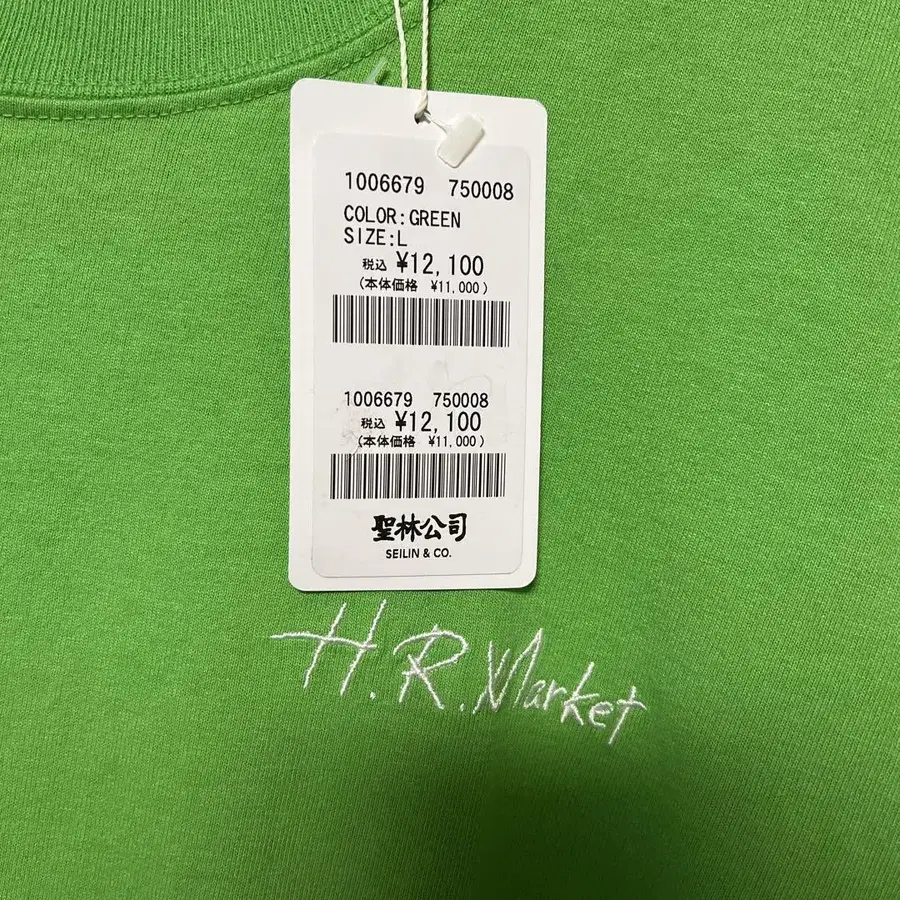 1006679 750008
COLOR:GREEN
SIZE:L
税込 ¥12,100
(本体価格 ¥11,000)
1006679 750008
税込 ¥12,100
(本体価格 ¥11,000)
聖林公司
SEILIN & CO.
H.R.Market